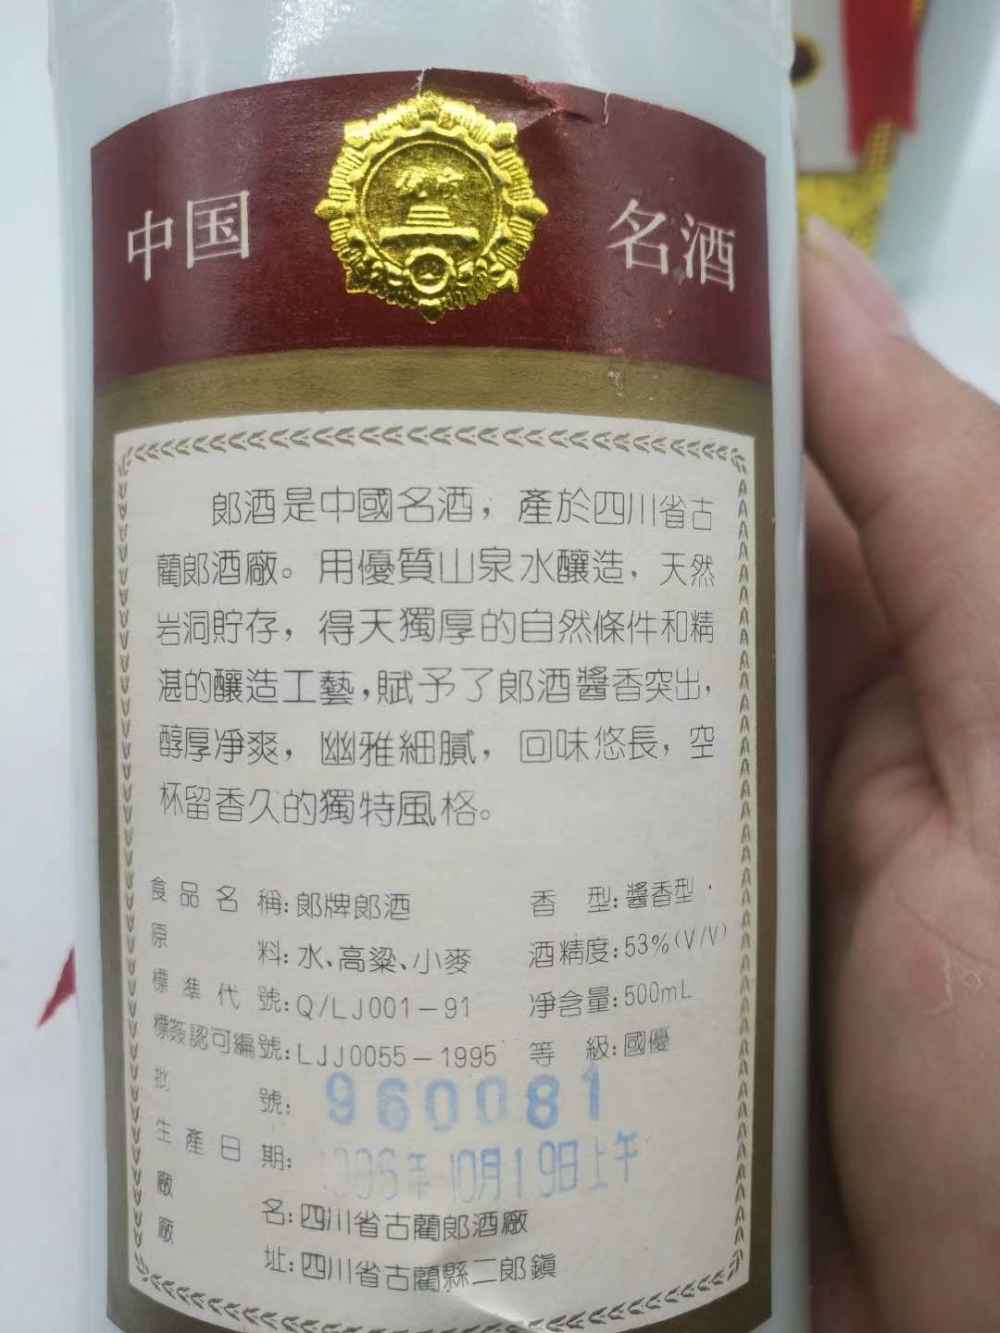 中国 名酒
郎酒是中國名酒，產於四川省古
藺郎酒廠。用優質山泉水釀造，天然
岩洞貯存，得天獨厚的自然條件和精
湛的釀造工藝，賦予了郎酒醬香突出，
醇厚净爽，幽雅細膩，回味悠長，空
杯留香久的獨特風格。
食品名稱:郎牌郎酒 香型:醬香型
原料:水、高粱、小麥 酒精度:53%(V/V)
標準代號:Q/LJ001-91 净含量:500mL
標簽認可編號:LJJ0055-1995 等級:國優
批號: 960081
生產日期: 1996年10月19日上午
廠名:四川省古藺郎酒廠
廠址:四川省古藺縣二郎鎮